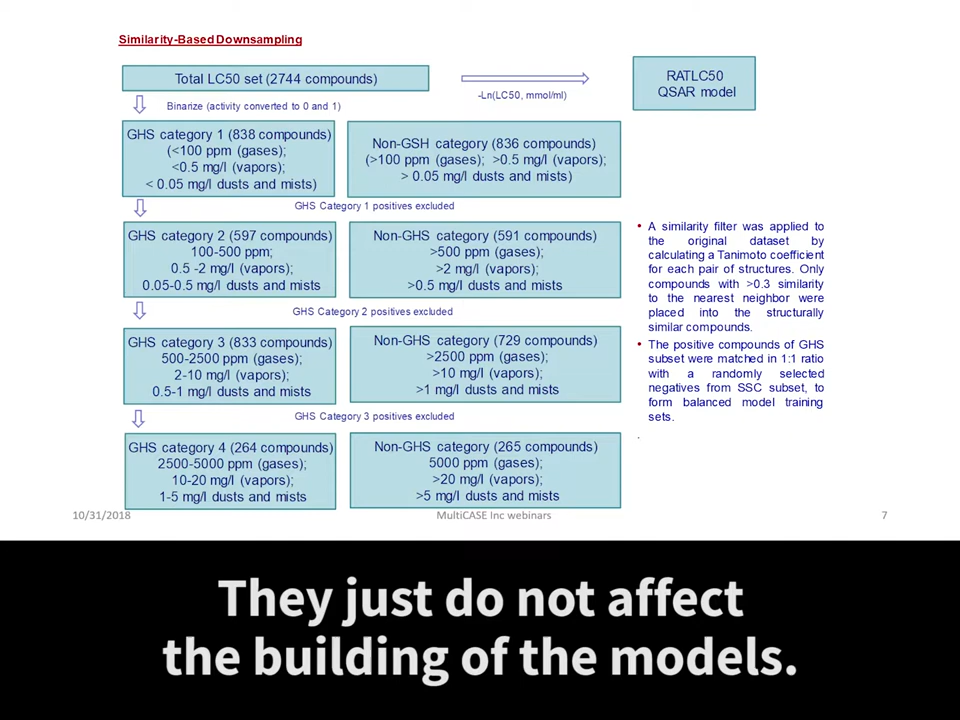 Similarity-Based Downsampling
Total LC50 set (2744 compounds)
-Ln(LC50, mmol/ml)
RATLC50
QSAR model
Binarize (activity converted to 0 and 1)
GHS category 1 (838 compounds)
(<100 ppm (gases);
<0.5 mg/l (vapors);
< 0.05 mg/l dusts and mists)
Non-GSH category (836 compounds)
(>100 ppm (gases); >0.5 mg/l (vapors);
> 0.05 mg/l dusts and mists)
GHS Category 1 positives excluded
GHS category 2 (597 compounds)
100-500 ppm;
0.5 -2 mg/l (vapors);
0.05-0.5 mg/l dusts and mists
Non-GHS category (591 compounds)
>500 ppm (gases);
>2 mg/l (vapors);
>0.5 mg/l dusts and mists
GHS Category 2 positives excluded
GHS category 3 (833 compounds)
500-2500 ppm (gases);
2-10 mg/l (vapors);
0.5-1 mg/l dusts and mists
Non-GHS category (729 compounds)
>2500 ppm (gases);
>10 mg/l (vapors);
>1 mg/l dusts and mists
GHS Category 3 positives excluded
GHS category 4 (264 compounds)
2500-5000 ppm (gases);
10-20 mg/l (vapors);
1-5 mg/l dusts and mists
Non-GHS category (265 compounds)
5000 ppm (gases);
>20 mg/l (vapors);
>5 mg/l dusts and mists
• A similarity filter was applied to
the original dataset by
calculating a Tanimoto coefficient
for each pair of structures. Only
compounds with >0.3 similarity
to the nearest neighbor were
placed into the structurally
similar compounds.
• The positive compounds of GHS
subset were matched in 1:1 ratio
with a randomly selected
negatives from SSC subset, to
form balanced model training
sets.
.
10/31/2018
MultiCASE Inc webinars
7
They just do not affect
the building of the models.